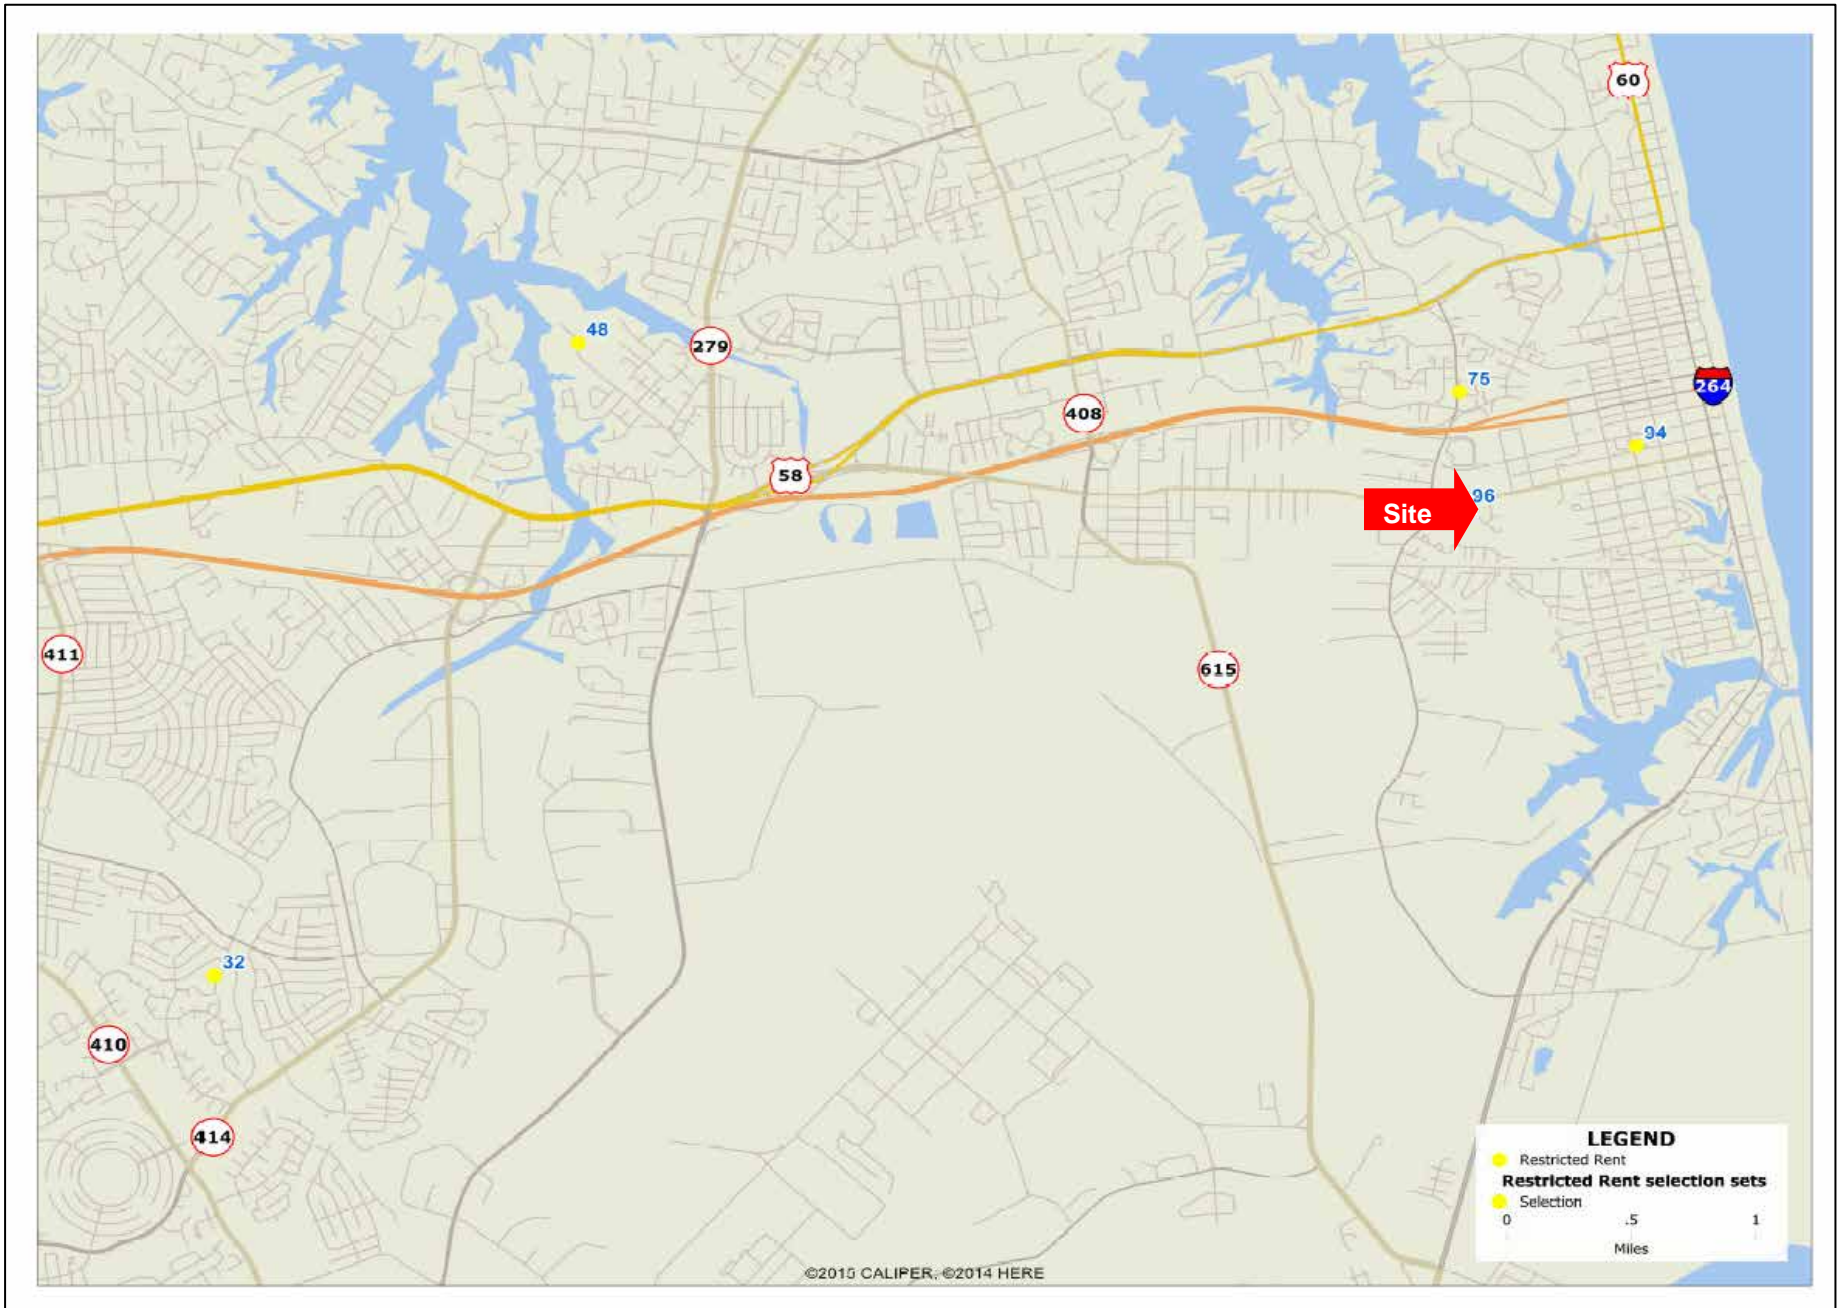 60
48
279
75
264
408
94
58
96
Site
411
615
32
410
414
LEGEND
Restricted Rent
Restricted Rent selection sets
Selection
0 .5 1
Miles
©2015 CALIPER, ©2014 HERE